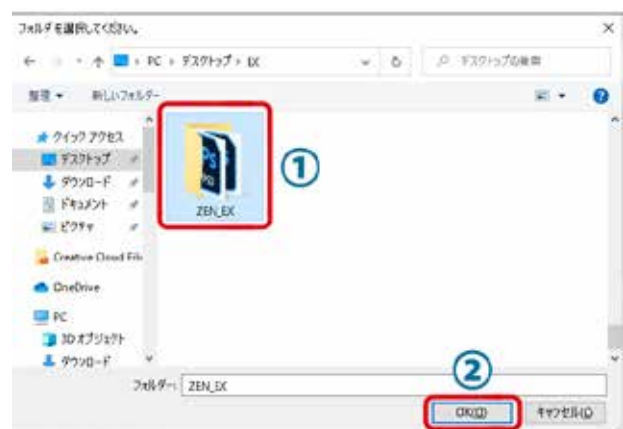 フォルダを選択してください。
PC › デスクトップ › EX
デスクトップの検索
整理
新しいフォルダー
クイック アクセス
デスクトップ
ダウンロード
ドキュメント
ピクチャ
Creative Cloud Fil
OneDrive
PC
3D オブジェクト
ダウンロード
ZEN_EX
①
フォルダー: ZEN_EX
②
OK(O)
キャンセル(C)